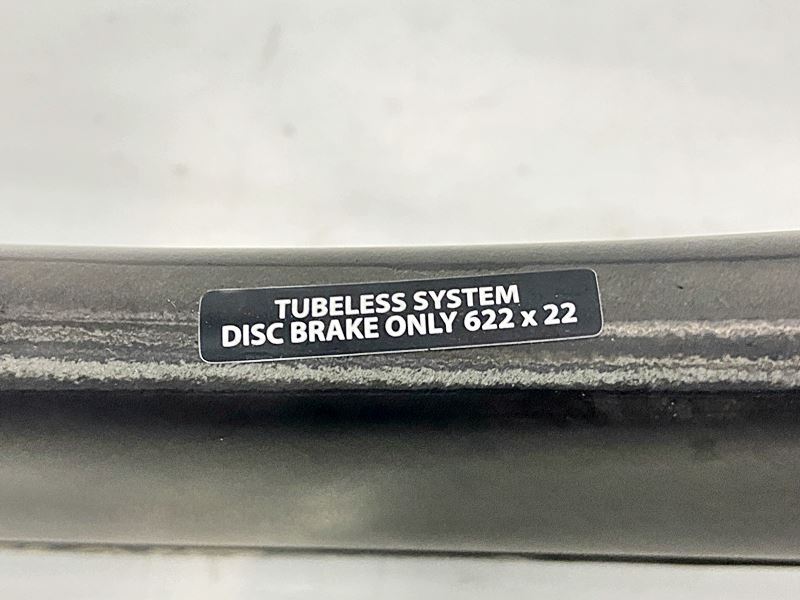 TUBELESS SYSTEM
DISC BRAKE ONLY 622 x 22